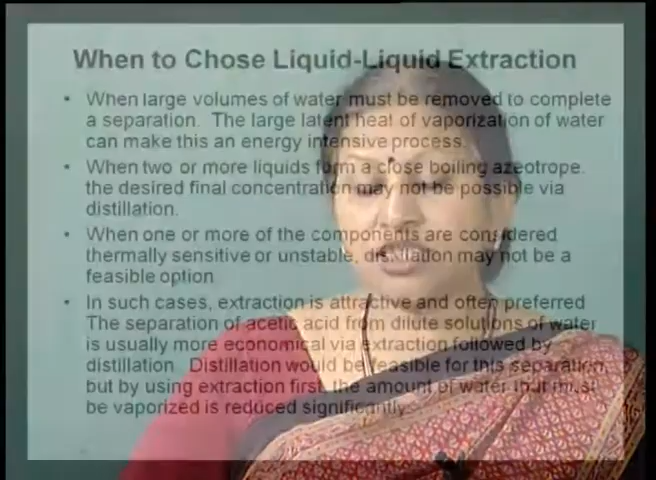 When to Chose Liquid-Liquid Extraction
• When large volumes of water must be removed to complete
a separation. The large latent heat of vaporization of water
can make this an energy intensive process.
• When two or more liquids form a close boiling azeotrope.
the desired final concentration may not be possible via
distillation.
• When one or more of the components are considered
thermally sensitive or unstable, distillation may not be a
feasible option
• In such cases, extraction is attractive and often preferred
The separation of acetic acid from dilute solutions of water
is usually more economical via extraction followed by
distillation. Distillation would be feasible for this separation,
but by using extraction first, the amount of water that must
be vaporized is reduced significantly.